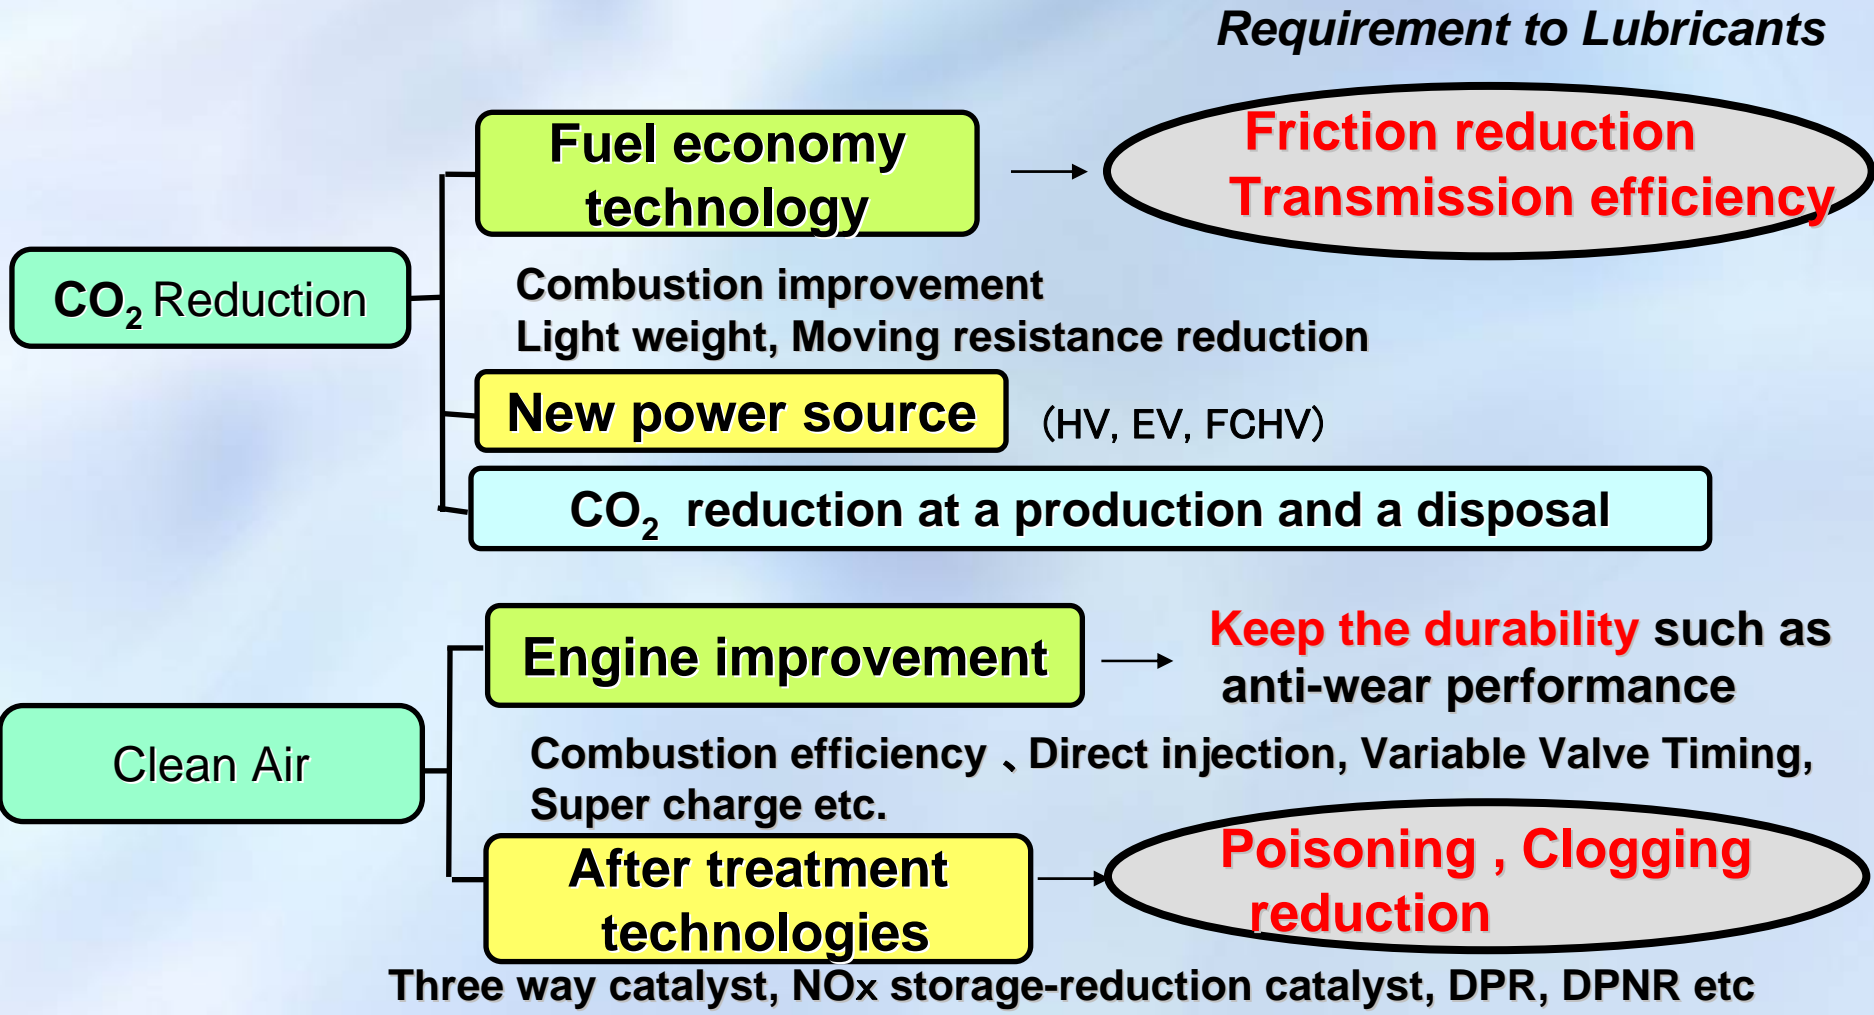 Requirement to Lubricants
Fuel economy
technology
Friction reduction
Transmission efficiency
CO₂ Reduction
Combustion improvement
Light weight, Moving resistance reduction
New power source
(HV, EV, FCHV)
CO₂ reduction at a production and a disposal
Engine improvement
Keep the durability such as
anti-wear performance
Clean Air
Combustion efficiency 、Direct injection, Variable Valve Timing,
Super charge etc.
After treatment
technologies
Poisoning , Clogging
reduction
Three way catalyst, NOx storage-reduction catalyst, DPR, DPNR etc